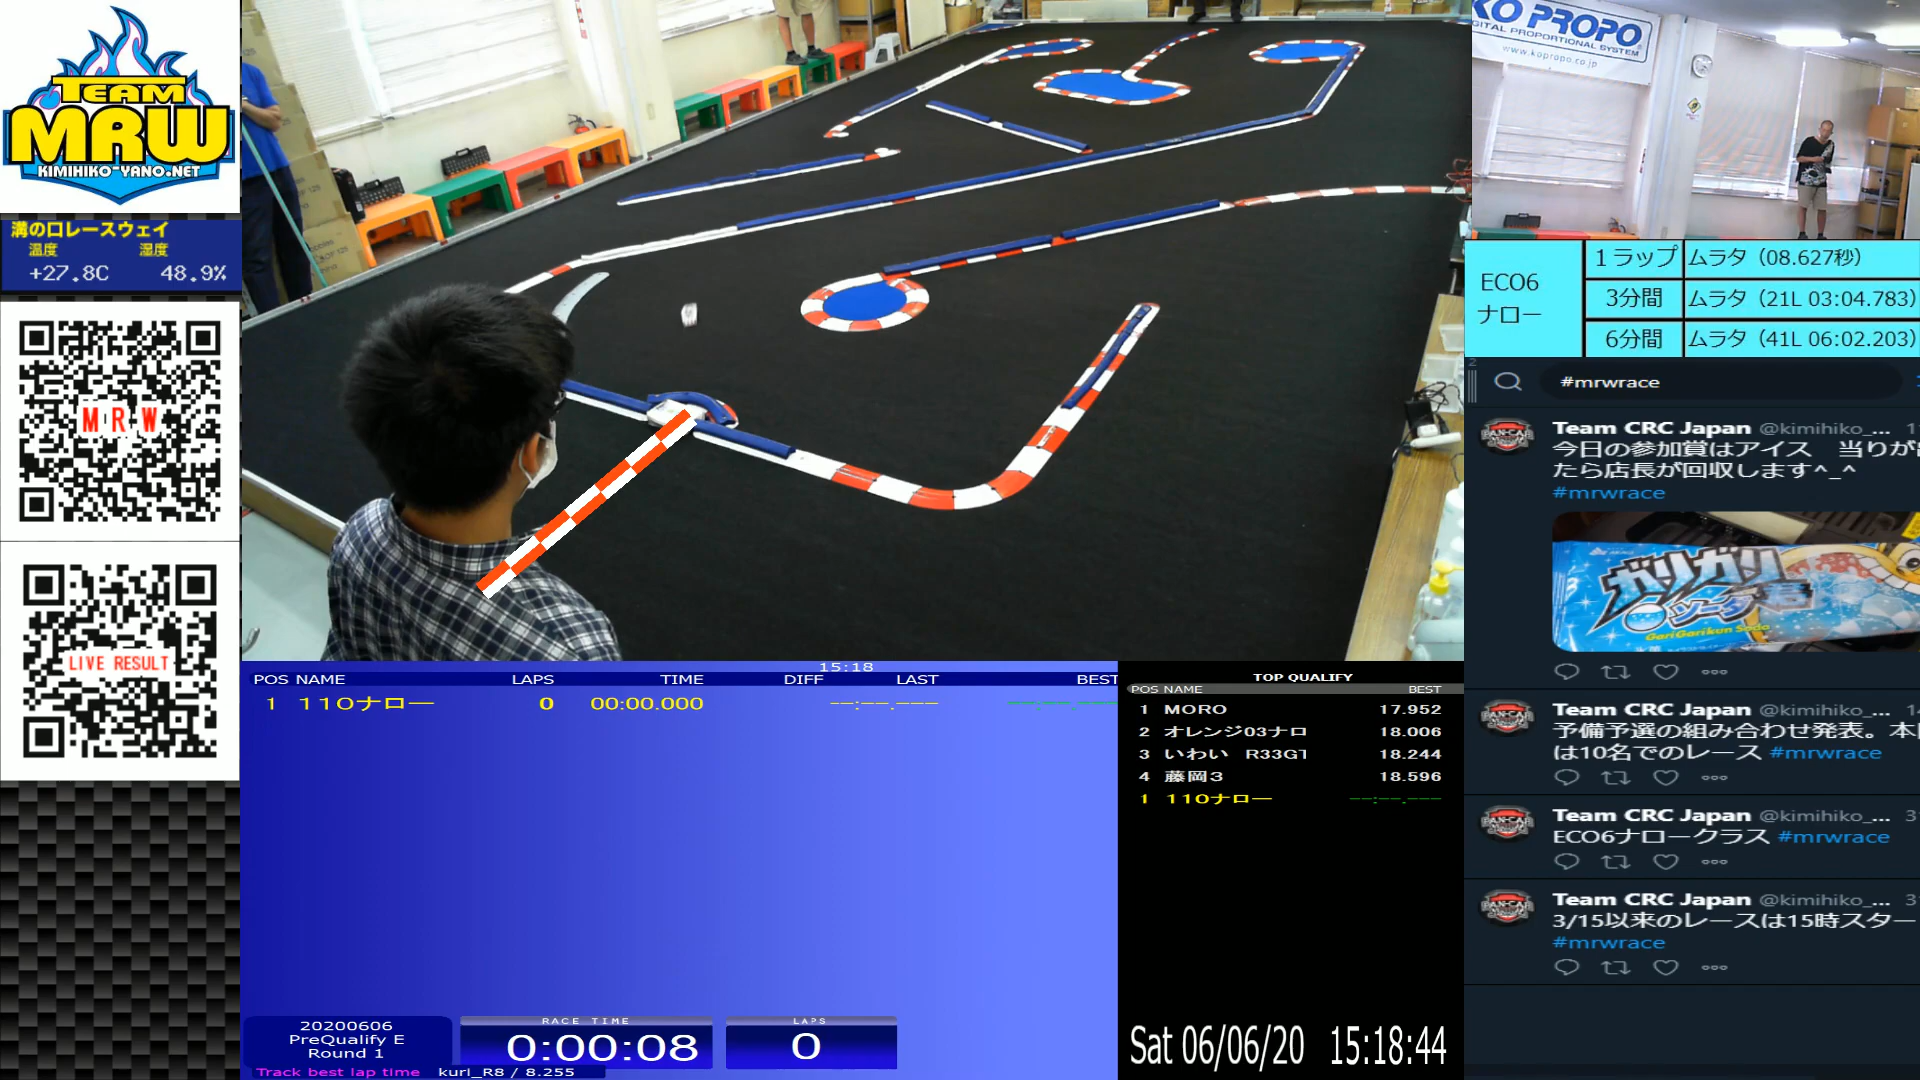 TEAM
MRW
KIMIHIKO-YANO.NET
溝の口レースウェイ
温度 湿度
+27.8C 48.9%
MRW
LIVE RESULT
KO PROPO
DIGITAL PROPORTIONAL SYSTEM
www.kopropo.co.jp
ECO6
ナロー
1ラップ ムラタ（08.627秒）
3分間 ムラタ（21L 03:04.783)
6分間 ムラタ（41L 06:02.203)
#mrwrace
Team CRC Japan @kimihiko_...
今日の参加賞はアイス 当りが
たら店長が回収します^_^
#mrwrace
ガリガリ
ソーダ
GariGarikun Soda
Team CRC Japan @kimihiko_...
予備予選の組み合わせ発表。本
は10名でのレース #mrwrace
Team CRC Japan @kimihiko_... 3
ECO6ナロークラス #mrwrace
Team CRC Japan @kimihiko_... 3
3/15以来のレースは15時スター
#mrwrace
15:18
POS NAME LAPS TIME DIFF LAST BEST
1 110ナロー 0 00:00.000 --:--.--- --:--.---
TOP QUALIFY
POS NAME BEST
1 MORO 17.952
2 オレンジ03ナロ 18.006
3 いわい R33GT 18.244
4 藤岡3 18.596
1 110ナロー --:--.---
20200606
PreQualify E
Round 1
RACE TIME
0:00:08
LAPS
0
Track best lap time kuri_R8 / 8.255
Sat 06/06/20 15:18:44